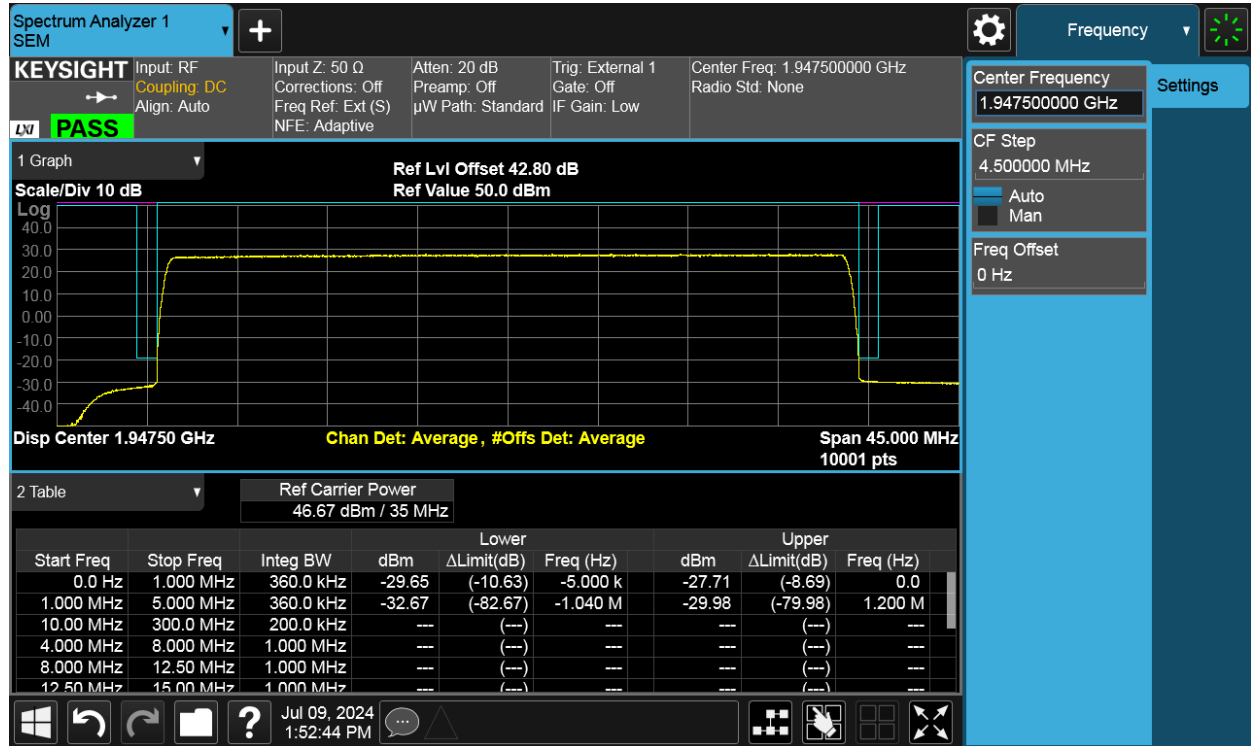 Spectrum Analyzer 1
SEM
Frequency
KEYSIGHT
LXI
PASS
Input: RF
Coupling: DC
Align: Auto
Input Z: 50 Ω
Corrections: Off
Freq Ref: Ext (S)
NFE: Adaptive
Atten: 20 dB
Preamp: Off
µW Path: Standard
Trig: External 1
Gate: Off
IF Gain: Low
Center Freq: 1.947500000 GHz
Radio Std: None
Center Frequency
1.947500000 GHz
Settings
CF Step
4.500000 MHz
Auto
Man
Freq Offset
0 Hz
1 Graph
Ref Lvl Offset 42.80 dB
Scale/Div 10 dB
Ref Value 50.0 dBm
Log
40.0
30.0
20.0
10.0
0.00
-10.0
-20.0
-30.0
-40.0
Disp Center 1.94750 GHz
Chan Det: Average , #Offs Det: Average
Span 45.000 MHz
10001 pts
2 Table
Ref Carrier Power
46.67 dBm / 35 MHz
Lower Upper
Start Freq Stop Freq Integ BW dBm ΔLimit(dB) Freq (Hz) dBm ΔLimit(dB) Freq (Hz)
0.0 Hz 1.000 MHz 360.0 kHz -29.65 (-10.63) -5.000 k -27.71 (-8.69) 0.0
1.000 MHz 5.000 MHz 360.0 kHz -32.67 (-82.67) -1.040 M -29.98 (-79.98) 1.200 M
10.00 MHz 300.0 MHz 200.0 kHz --- (---) --- --- (---) ---
4.000 MHz 8.000 MHz 1.000 MHz --- (---) --- --- (---) ---
8.000 MHz 12.50 MHz 1.000 MHz --- (---) --- --- (---) ---
12.50 MHz 15.00 MHz 1.000 MHz --- (---) --- --- (---) ---
Jul 09, 2024
1:52:44 PM